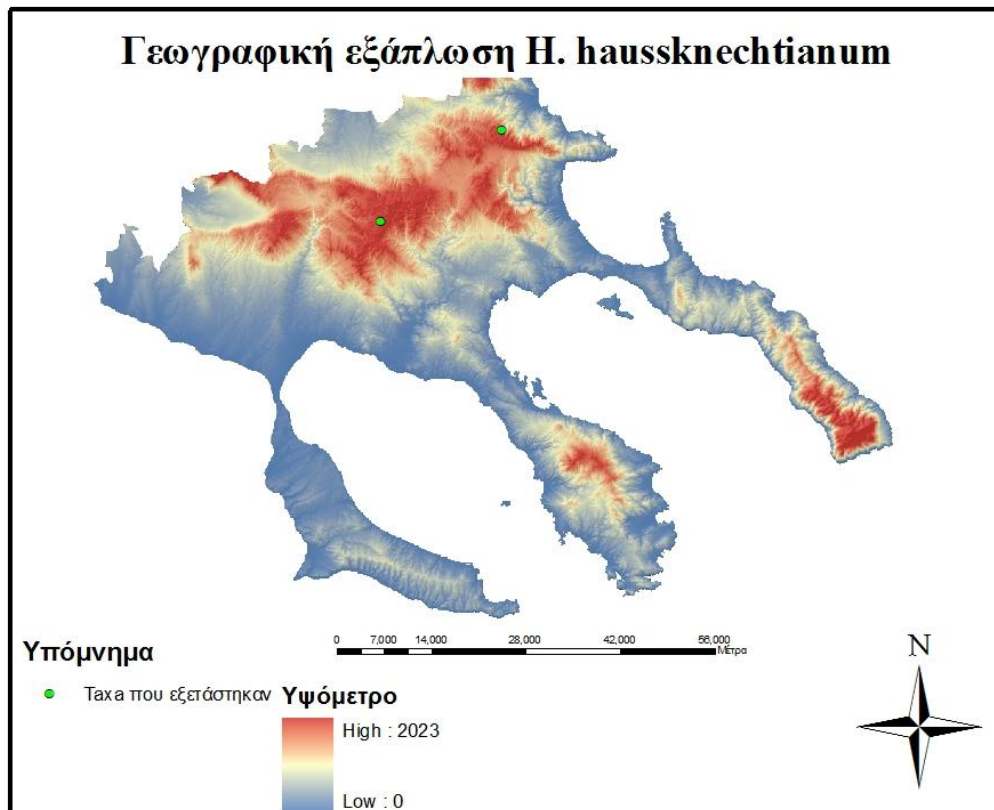 Γεωγραφική εξάπλωση H. haussknechtianum
0 7,000 14,000 28,000 42,000 56,000
Μέτρα
N
Υπόμνημα
Taxa που εξετάστηκαν
Υψόμετρο
High : 2023
Low : 0